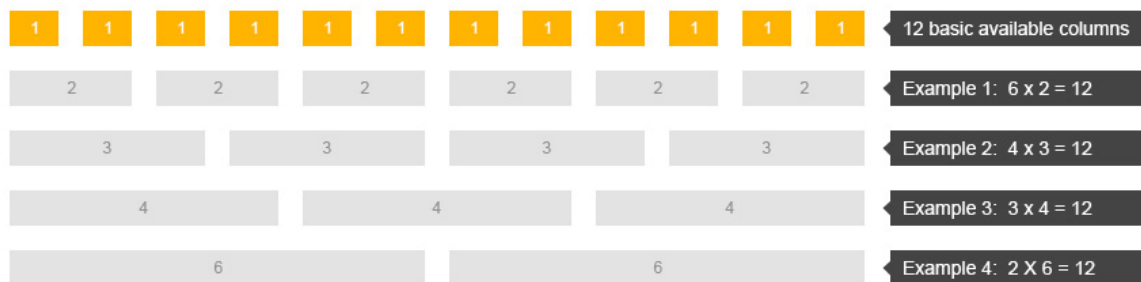 1 1 1 1 1 1 1 1 1 1 1 1 12 basic available columns
2 2 2 2 2 2 Example 1: 6 x 2 = 12
3 3 3 3 Example 2: 4 x 3 = 12
4 4 4 Example 3: 3 x 4 = 12
6 6 Example 4: 2 X 6 = 12